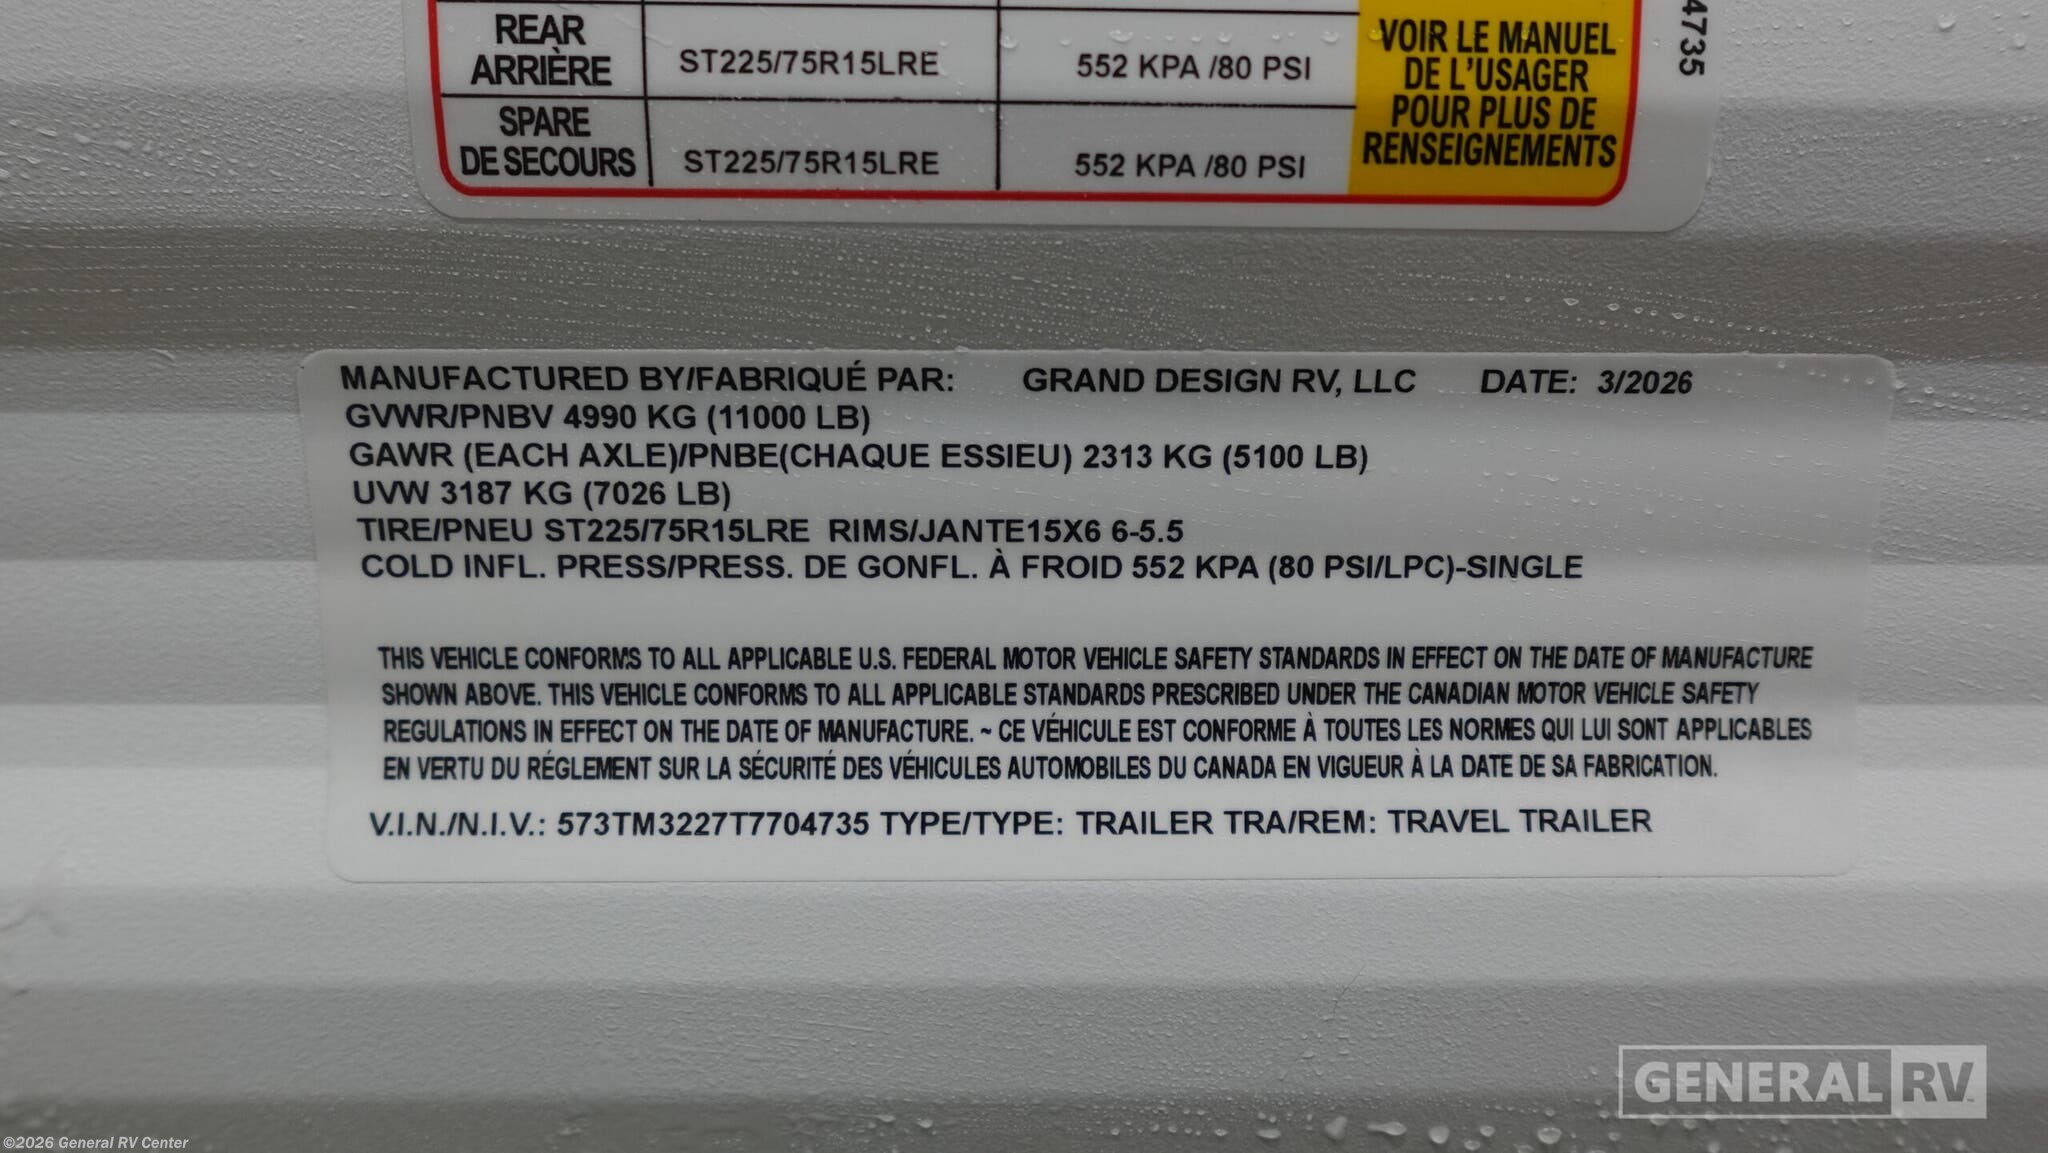 REAR
ARRIÈRE
ST225/75R15LRE
552 KPA /80 PSI
SPARE
DE SECOURS
ST225/75R15LRE
552 KPA /80 PSI
VOIR LE MANUEL
DE L'USAGER
POUR PLUS DE
RENSEIGNEMENTS
4735
MANUFACTURED BY/FABRIQUÉ PAR: GRAND DESIGN RV, LLC DATE: 3/2026
GVWR/PNBV 4990 KG (11000 LB)
GAWR (EACH AXLE)/PNBE(CHAQUE ESSIEU) 2313 KG (5100 LB)
UVW 3187 KG (7026 LB)
TIRE/PNEU ST225/75R15LRE RIMS/JANTE15X6 6-5.5
COLD INFL. PRESS/PRESS. DE GONFL. À FROID 552 KPA (80 PSI/LPC)-SINGLE
THIS VEHICLE CONFORMS TO ALL APPLICABLE U.S. FEDERAL MOTOR VEHICLE SAFETY STANDARDS IN EFFECT ON THE DATE OF MANUFACTURE
SHOWN ABOVE. THIS VEHICLE CONFORMS TO ALL APPLICABLE STANDARDS PRESCRIBED UNDER THE CANADIAN MOTOR VEHICLE SAFETY
REGULATIONS IN EFFECT ON THE DATE OF MANUFACTURE. ~ CE VÉHICULE EST CONFORME À TOUTES LES NORMES QUI LUI SONT APPLICABLES
EN VERTU DU RÉGLEMENT SUR LA SÉCURITÉ DES VÉHICULES AUTOMOBILES DU CANADA EN VIGUEUR À LA DATE DE SA FABRICATION.
V.I.N./N.I.V.: 573TM3227T7704735 TYPE/TYPE: TRAILER TRA/REM: TRAVEL TRAILER
GENERAL RV
©2026 General RV Center